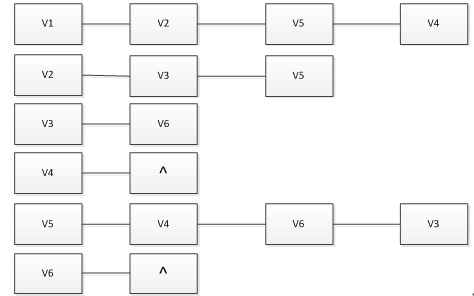 V1 V2 V5 V4
V2 V3 V5
V3 V6
V4 ^
V5 V4 V6 V3
V6 ^